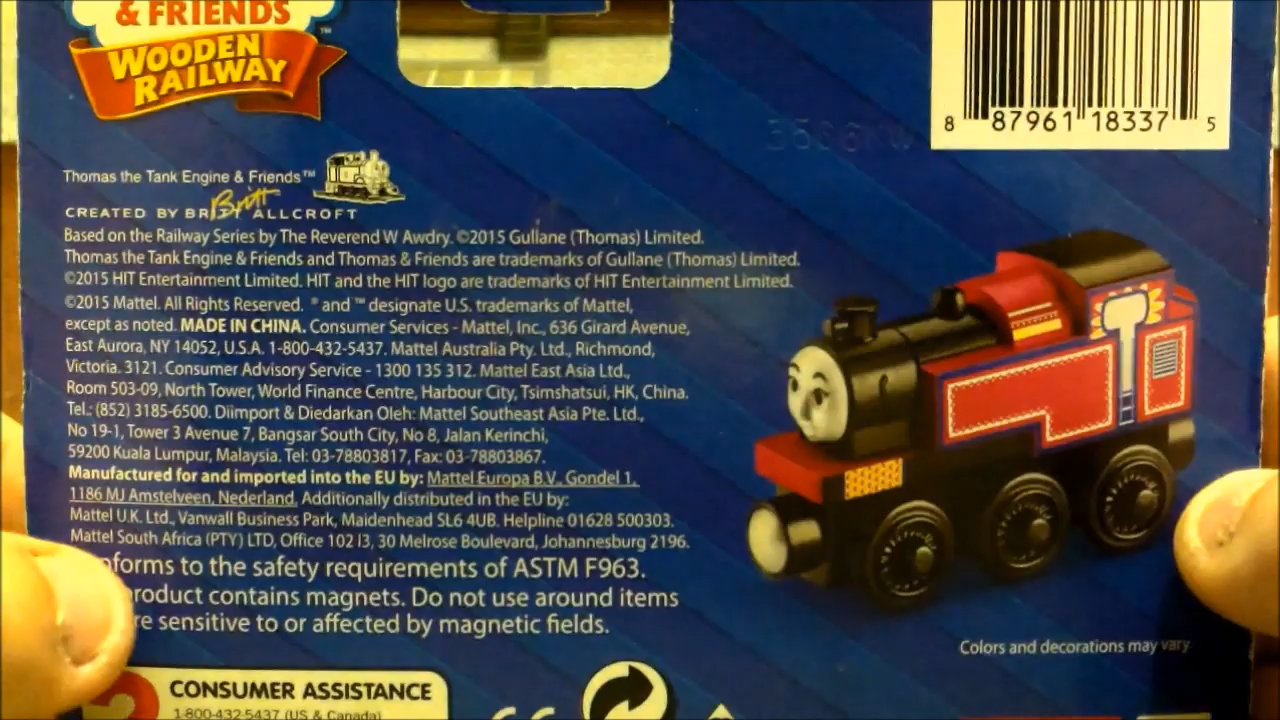 & FRIENDS™
WOODEN
RAILWAY
8 87961 18337 5
Thomas the Tank Engine & Friends™
Britt
CREATED BY BRITT ALLCROFT
Based on the Railway Series by The Reverend W Awdry. ©2015 Gullane (Thomas) Limited.
Thomas the Tank Engine & Friends and Thomas & Friends are trademarks of Gullane (Thomas) Limited.
©2015 HIT Entertainment Limited. HIT and the HIT logo are trademarks of HIT Entertainment Limited.
©2015 Mattel. All Rights Reserved. ® and ™ designate U.S. trademarks of Mattel,
except as noted. MADE IN CHINA. Consumer Services - Mattel, Inc., 636 Girard Avenue,
East Aurora, NY 14052, U.S.A. 1-800-432-5437. Mattel Australia Pty. Ltd., Richmond,
Victoria. 3121. Consumer Advisory Service - 1300 135 312. Mattel East Asia Ltd.,
Room 503-09, North Tower, World Finance Centre, Harbour City, Tsimshatsui, HK, China.
Tel.: (852) 3185-6500. Diimport & Diedarkan Oleh: Mattel Southeast Asia Pte. Ltd.,
No 19-1, Tower 3 Avenue 7, Bangsar South City, No 8, Jalan Kerinchi,
59200 Kuala Lumpur, Malaysia. Tel: 03-78803817, Fax: 03-78803867.
Manufactured for and imported into the EU by: Mattel Europa B.V., Gondel 1,
1186 MJ Amstelveen, Nederland. Additionally distributed in the EU by:
Mattel U.K. Ltd., Vanwall Business Park, Maidenhead SL6 4UB. Helpline 01628 500303.
Mattel South Africa (PTY) LTD, Office 102 I3, 30 Melrose Boulevard, Johannesburg 2196.
nforms to the safety requirements of ASTM F963.
roduct contains magnets. Do not use around items
re sensitive to or affected by magnetic fields.
Colors and decorations may vary
CONSUMER ASSISTANCE
1-800-432-5437 (US & Canada)